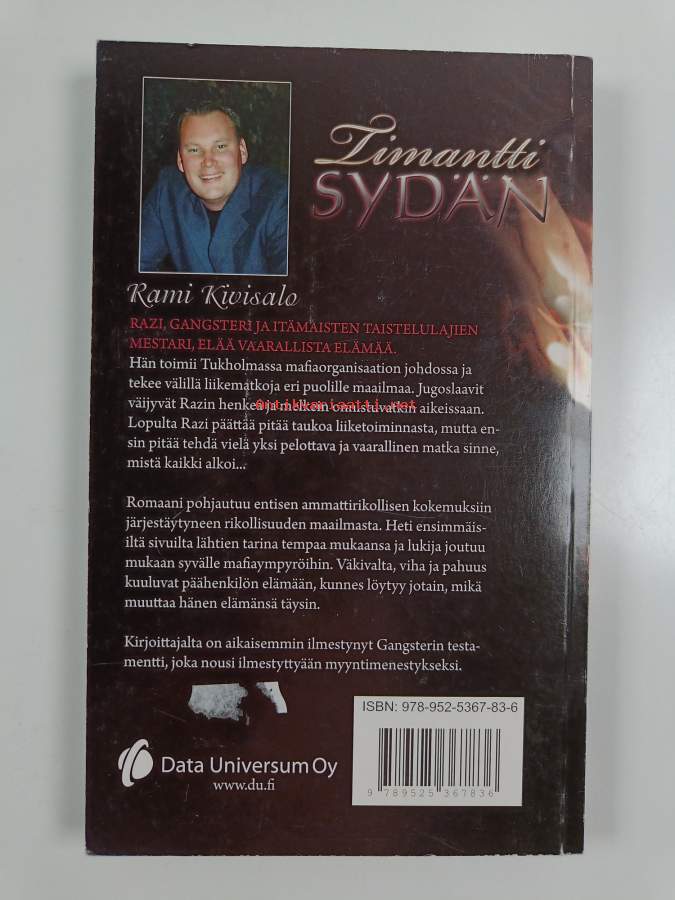 Timantti
SYDÄN
Rami Kivisalo
RAZI, GANGSTERI JA ITÄMAISTEN TAISTELULAJIEN
MESTARI, ELÄÄ VAARALLISTA ELÄMÄÄ.
Hän toimii Tukholmassa mafiaorganisaation johdossa ja
tekee välillä liikematkoja eri puolille maailmaa. Jugoslaavit
väijyvät Razin henkeä ja melkein onnistuvatkin aikeissaan.
antikvariaatti.net
Lopulta Razi päättää pitää taukoa liiketoiminnasta, mutta en-
sin pitää tehdä vielä yksi pelottava ja vaarallinen matka sinne,
mistä kaikki alkoi...
Romaani pohjautuu entisen ammattirikollisen kokemuksiin
järjestäytyneen rikollisuuden maailmasta. Heti ensimmäis-
iltä sivuilta lähtien tarina tempaa mukaansa ja lukija joutuu
mukaan syvälle mafiaympyröihin. Väkivalta, viha ja pahuus
kuuluvat päähenkilön elämään, kunnes löytyy jotain, mikä
muuttaa hänen elämänsä täysin.
Kirjoittajalta on aikaisemmin ilmestynyt Gangsterin testa-
mentti, joka nousi ilmestyttyään myyntimenestykseksi.
ISBN: 978-952-5367-83-6
9 789525 367836
Data Universum Oy
www.du.fi